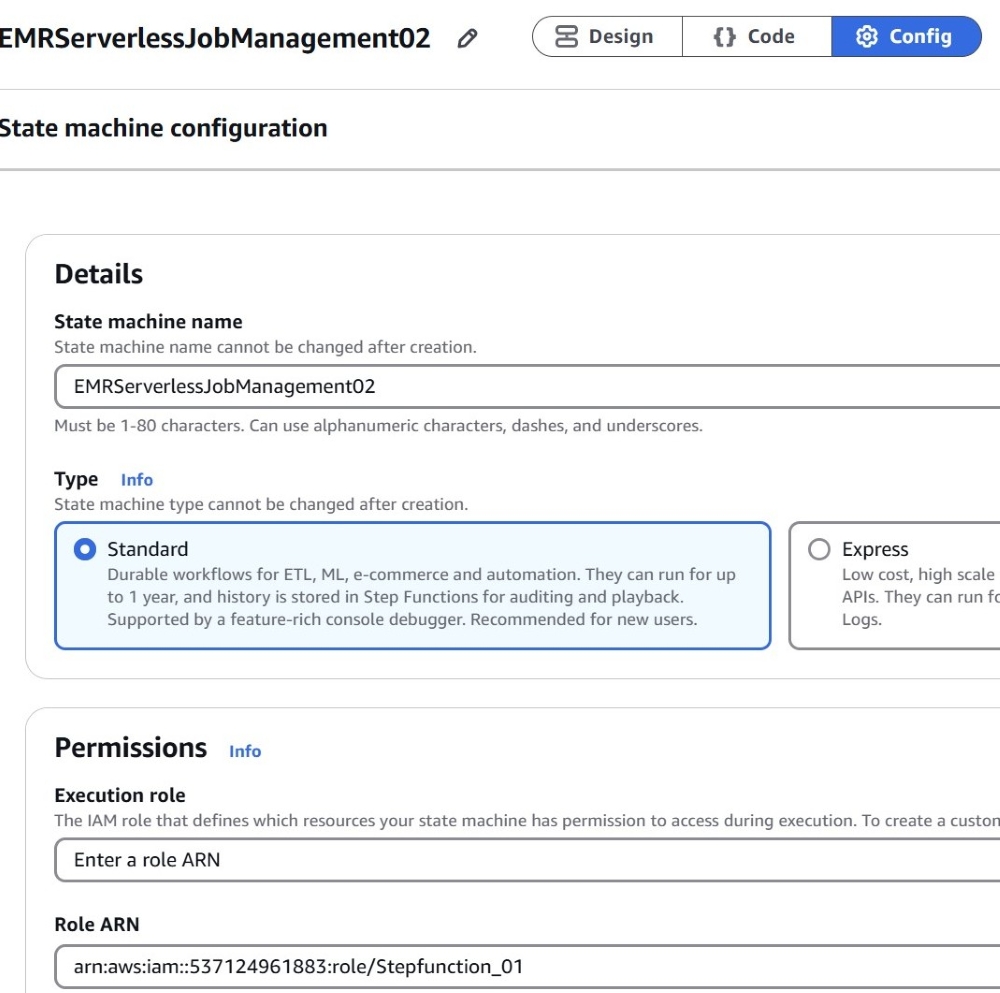 EMRServerlessJobManagement02
Design
{} Code
Config
State machine configuration
Details
State machine name
State machine name cannot be changed after creation.
EMRServerlessJobManagement02
Must be 1-80 characters. Can use alphanumeric characters, dashes, and underscores.
Type Info
State machine type cannot be changed after creation.
Standard
Durable workflows for ETL, ML, e-commerce and automation. They can run for up
to 1 year, and history is stored in Step Functions for auditing and playback.
Supported by a feature-rich console debugger. Recommended for new users.
Express
Low cost, high scale
APIs. They can run
Logs.
Permissions Info
Execution role
The IAM role that defines which resources your state machine has permission to access during execution. To create a
Enter a role ARN
Role ARN
arn:aws:iam::537124961883:role/Stepfunction_01